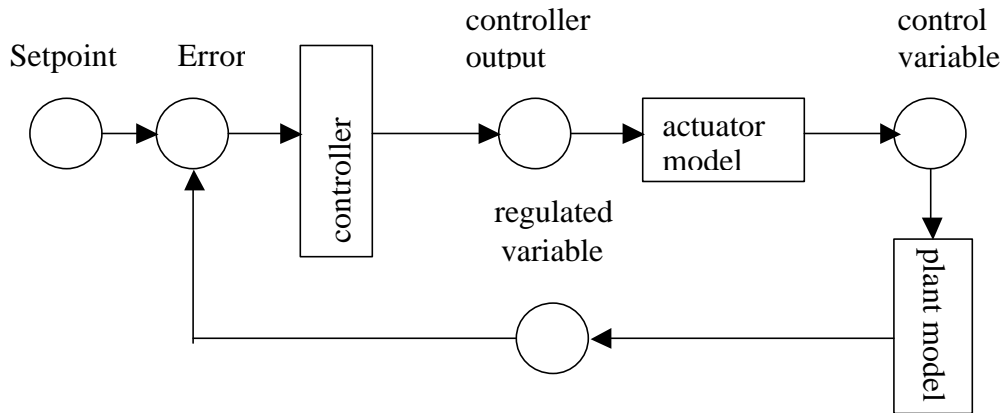 Setpoint
Error
controller
controller
output
actuator
model
control
variable
plant model
regulated
variable